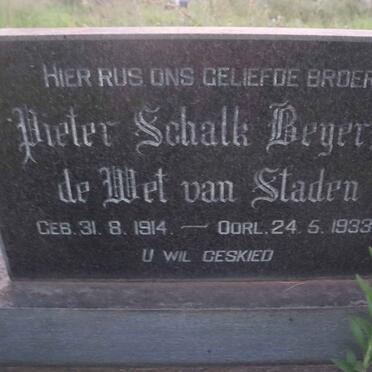 HIER RUS ONS GELIEFDE BROER
Pieter Schalk Beyer
de Wet van Staden
GEB. 31. 8. 1914. — OORL. 24. 5. 1933
U WIL GESKIED